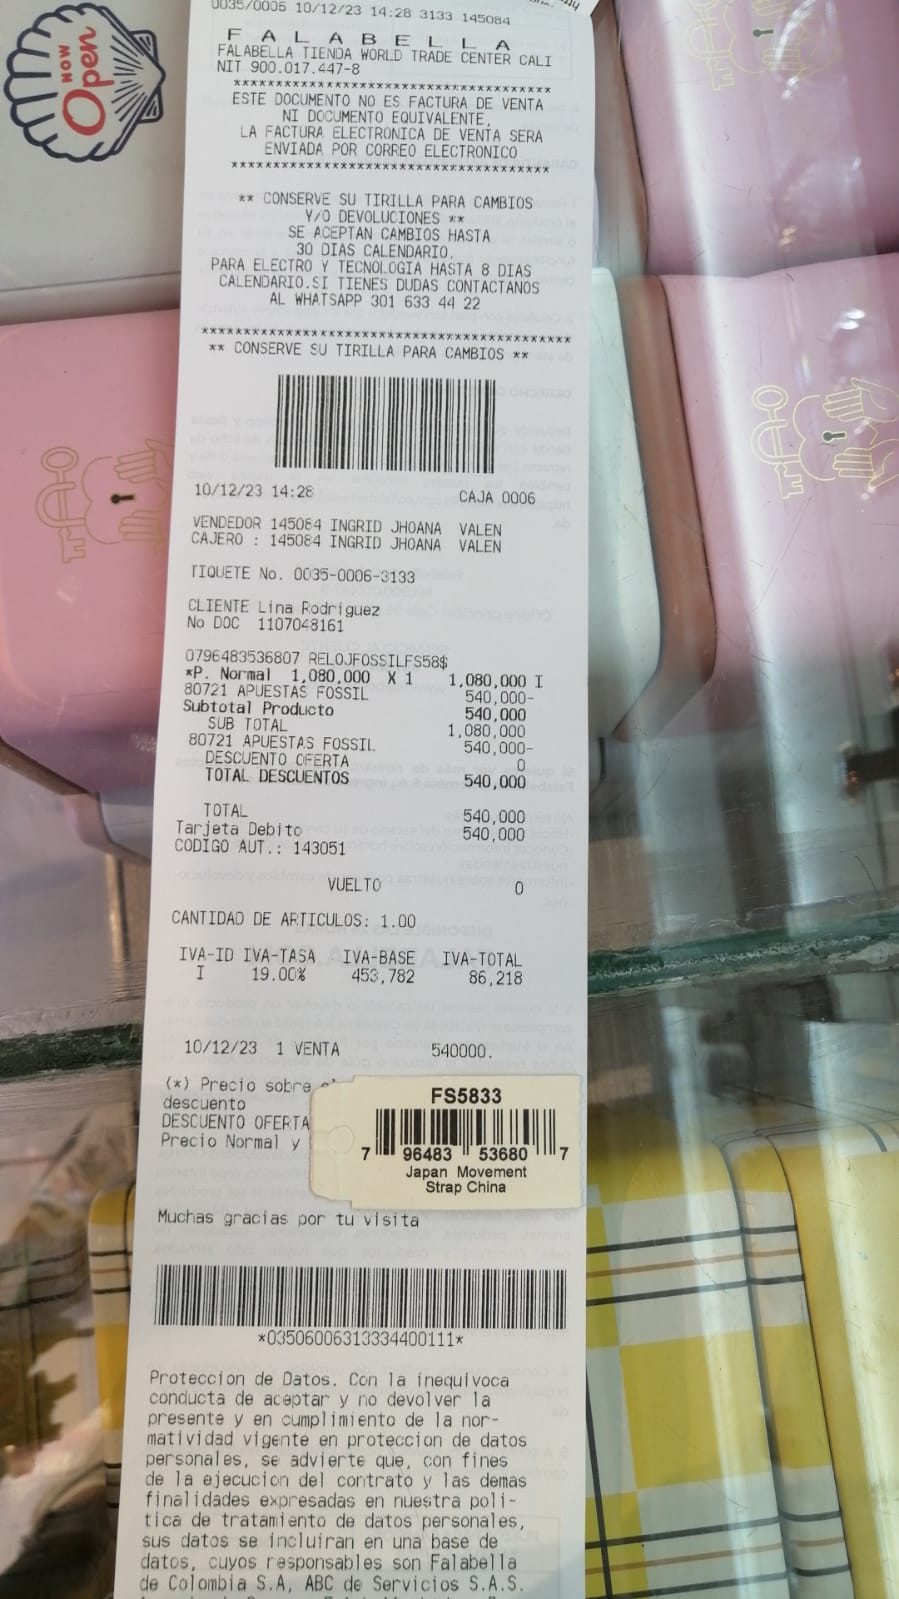 NOW
Open
0035/0006 10/12/23 14:28 3133 145084
FALABELLA
FALABELLA TIENDA WORLD TRADE CENTER CALI
NIT 900.017.447-8
****************************************
ESTE DOCUMENTO NO ES FACTURA DE VENTA
NI DOCUMENTO EQUIVALENTE,
LA FACTURA ELECTRONICA DE VENTA SERA
ENVIADA POR CORREO ELECTRONICO
****************************************
** CONSERVE SU TIRILLA PARA CAMBIOS
Y/O DEVOLUCIONES **
SE ACEPTAN CAMBIOS HASTA
30 DIAS CALENDARIO.
PARA ELECTRO Y TECNOLOGIA HASTA 8 DIAS
CALENDARIO.SI TIENES DUDAS CONTACTANOS
AL WHATSAPP 301 633 44 22
****************************************
** CONSERVE SU TIRILLA PARA CAMBIOS **
10/12/23 14:28 CAJA 0006
VENDEDOR 145084 INGRID JHOANA VALEN
CAJERO : 145084 INGRID JHOANA VALEN
TIQUETE No. 0035-0006-3133
CLIENTE Lina Rodriguez
No DOC 1107048161
0796483536807 RELOJFOSSILFS58$
*P. Normal 1,080,000 X 1 1,080,000 I
80721 APUESTAS FOSSIL 540,000-
Subtotal Producto 540,000
SUB TOTAL 1,080,000
80721 APUESTAS FOSSIL 540,000-
DESCUENTO OFERTA 0
TOTAL DESCUENTOS 540,000
TOTAL 540,000
Tarjeta Debito 540,000
CODIGO AUT.: 143051
VUELTO 0
CANTIDAD DE ARTICULOS: 1.00
IVA-ID IVA-TASA IVA-BASE IVA-TOTAL
I 19.00% 453,782 86,218
10/12/23 1 VENTA 540000.
(*) Precio sobre
descuento
DESCUENTO OFERTA
Precio Normal y
FS5833
7 96483 53680 7
Japan Movement
Strap China
Muchas gracias por tu visita
*03506006313334400111*
Proteccion de Datos. Con la inequivoca
conducta de aceptar y no devolver la
presente y en cumplimiento de la nor-
matividad vigente en proteccion de datos
personales, se advierte que, con fines
de la ejecucion del contrato y las demas
finalidades expresadas en nuestra poli-
tica de tratamiento de datos personales,
sus datos se incluiran en una base de
datos, cuyos responsables son Falabella
de Colombia S.A, ABC de Servicios S.A.S.